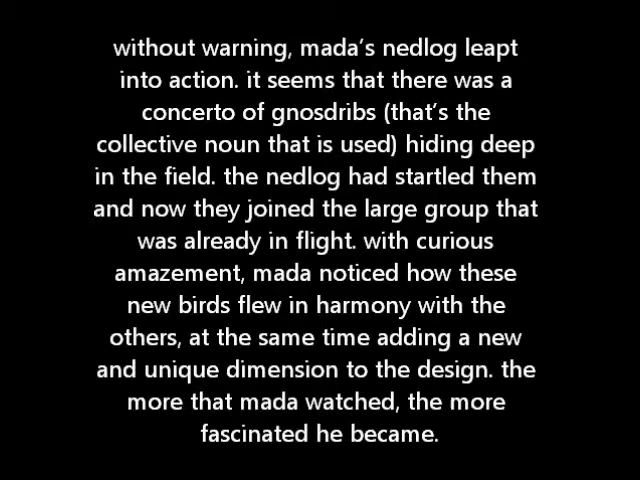 without warning, mada's nedlog leapt
into action. it seems that there was a
concerto of gnosdribs (that's the
collective noun that is used) hiding deep
in the field. the nedlog had startled them
and now they joined the large group that
was already in flight. with curious
amazement, mada noticed how these
new birds flew in harmony with the
others, at the same time adding a new
and unique dimension to the design. the
more that mada watched, the more
fascinated he became.